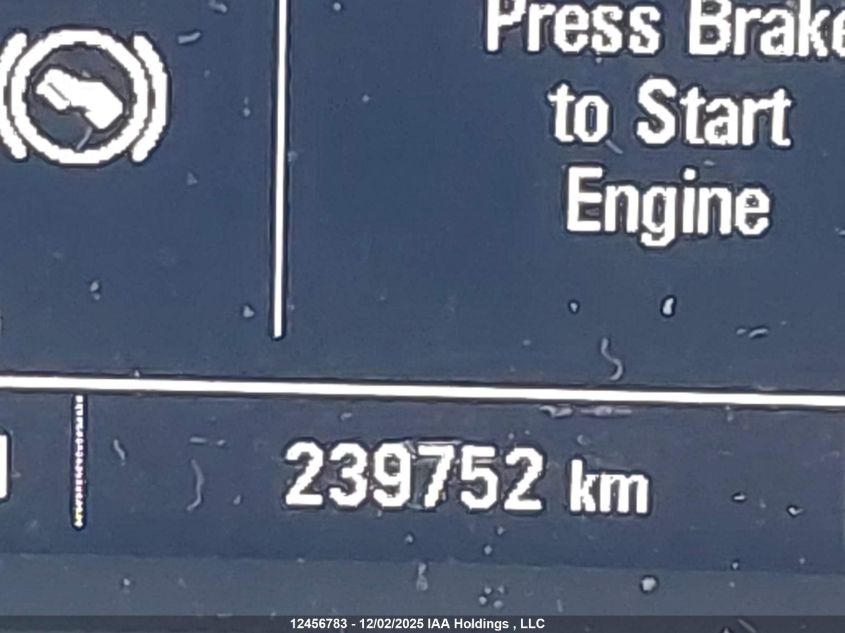 Press Brake
to Start
Engine
239752 km
12456783 - 12/02/2025 IAA Holdings , LLC